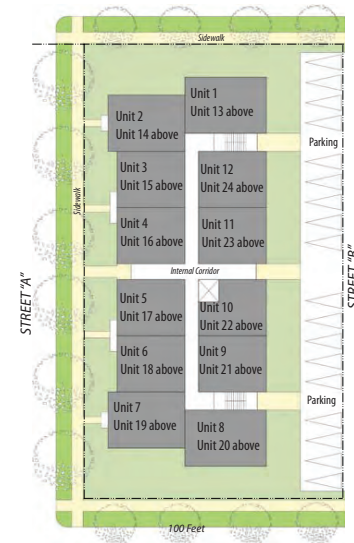 Sidewalk
Unit 1
Unit 13 above
Unit 2
Unit 14 above
Parking
Unit 3
Unit 15 above
Unit 12
Unit 24 above
Sidewalk
Unit 4
Unit 16 above
Unit 11
Unit 23 above
Internal Corridor
STREET "A"
STREET "B"
Unit 5
Unit 17 above
Unit 10
Unit 22 above
Unit 6
Unit 18 above
Unit 9
Unit 21 above
Unit 7
Unit 19 above
Parking
Unit 8
Unit 20 above
100 Feet